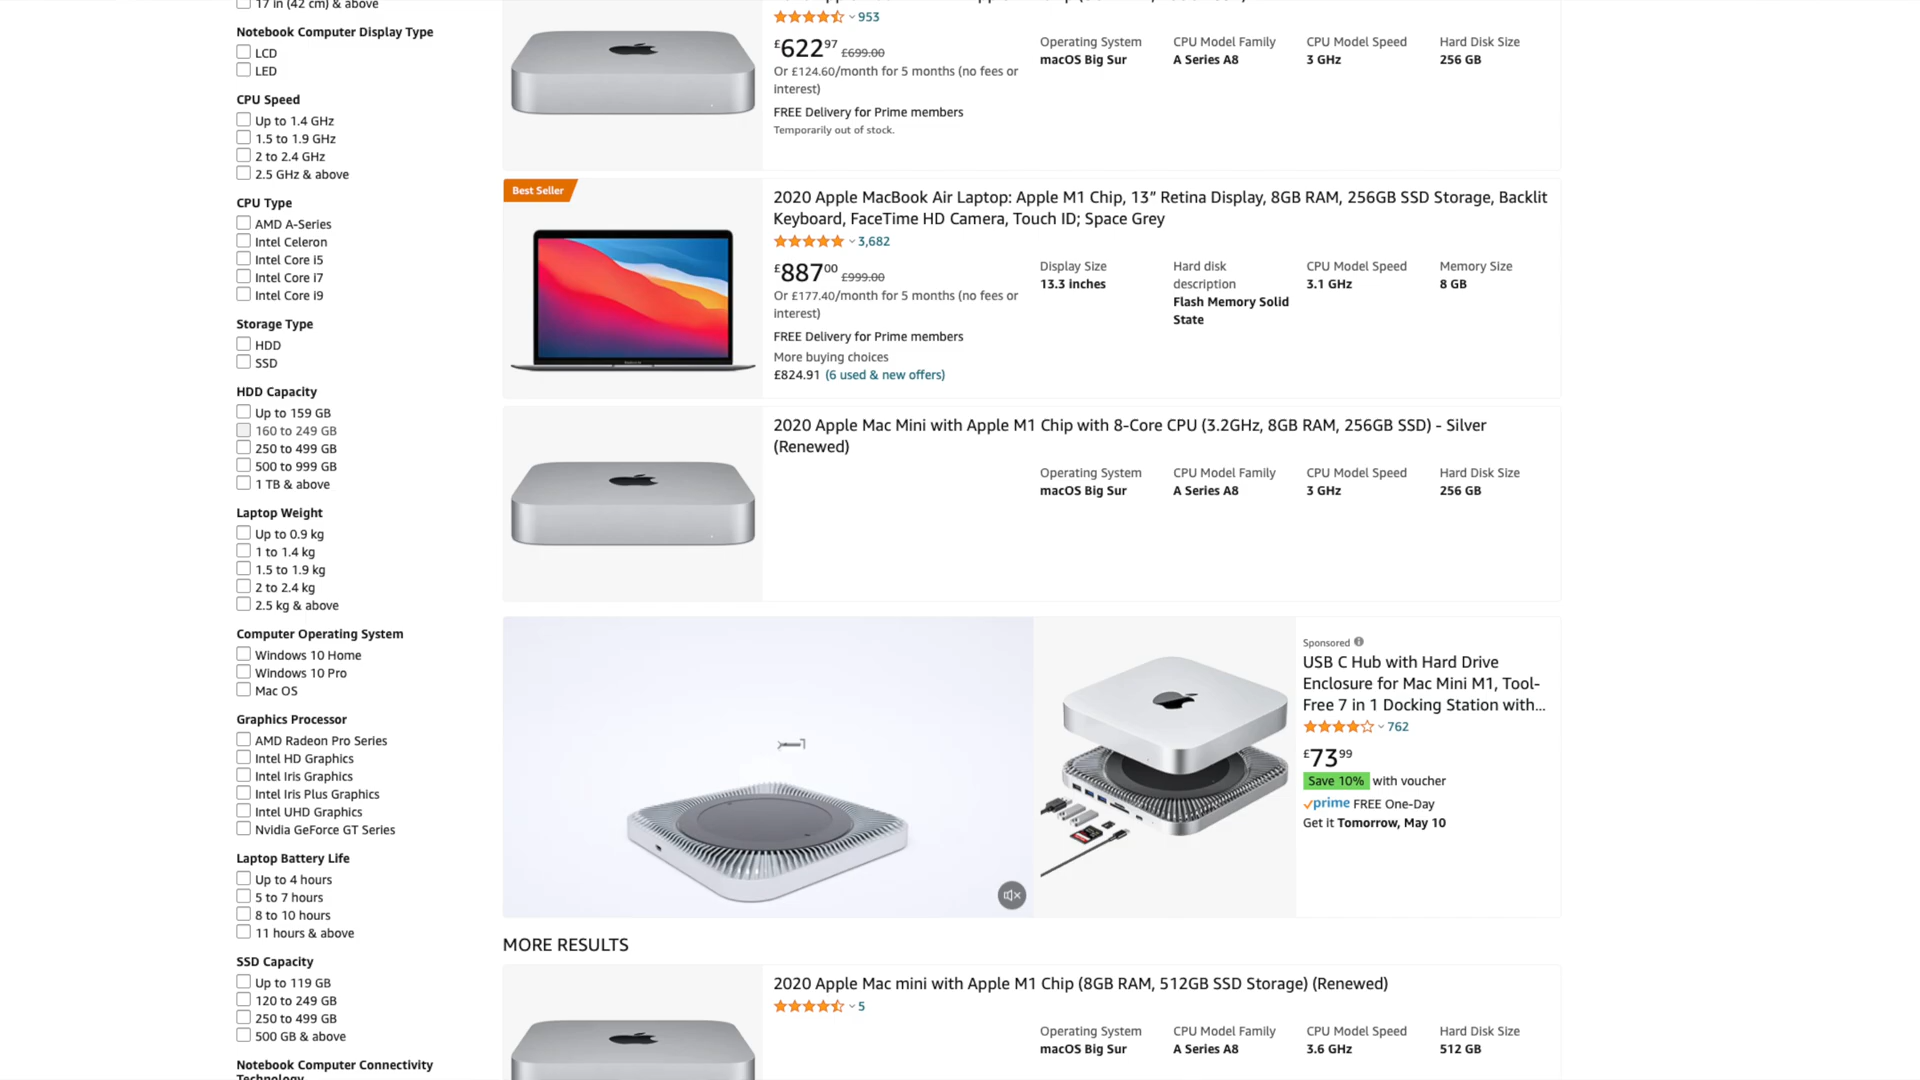 17 in (42 cm) & above
Notebook Computer Display Type
LCD
LED
CPU Speed
Up to 1.4 GHz
1.5 to 1.9 GHz
2 to 2.4 GHz
2.5 GHz & above
CPU Type
AMD A-Series
Intel Celeron
Intel Core i5
Intel Core i7
Intel Core i9
Storage Type
HDD
SSD
HDD Capacity
Up to 159 GB
160 to 249 GB
250 to 499 GB
500 to 999 GB
1 TB & above
Laptop Weight
Up to 0.9 kg
1 to 1.4 kg
1.5 to 1.9 kg
2 to 2.4 kg
2.5 kg & above
Computer Operating System
Windows 10 Home
Windows 10 Pro
Mac OS
Graphics Processor
AMD Radeon Pro Series
Intel HD Graphics
Intel Iris Graphics
Intel Iris Plus Graphics
Intel UHD Graphics
Nvidia GeForce GT Series
Laptop Battery Life
Up to 4 hours
5 to 7 hours
8 to 10 hours
11 hours & above
SSD Capacity
Up to 119 GB
120 to 249 GB
250 to 499 GB
500 GB & above
Notebook Computer Connectivity
Technology
953
£62297 £699.00
Or £124.60/month for 5 months (no fees or
interest)
FREE Delivery for Prime members
Temporarily out of stock.
Operating System
macOS Big Sur
CPU Model Family
A Series A8
CPU Model Speed
3 GHz
Hard Disk Size
256 GB
Best Seller
2020 Apple MacBook Air Laptop: Apple M1 Chip, 13” Retina Display, 8GB RAM, 256GB SSD Storage, Backlit
Keyboard, FaceTime HD Camera, Touch ID; Space Grey
3,682
£88700 £999.00
Or £177.40/month for 5 months (no fees or
interest)
FREE Delivery for Prime members
More buying choices
£824.91 (6 used & new offers)
Display Size
13.3 inches
Hard disk
description
Flash Memory Solid
State
CPU Model Speed
3.1 GHz
Memory Size
8 GB
2020 Apple Mac Mini with Apple M1 Chip with 8-Core CPU (3.2GHz, 8GB RAM, 256GB SSD) - Silver
(Renewed)
Operating System
macOS Big Sur
CPU Model Family
A Series A8
CPU Model Speed
3 GHz
Hard Disk Size
256 GB
Sponsored
USB C Hub with Hard Drive
Enclosure for Mac Mini M1, Tool-
Free 7 in 1 Docking Station with...
762
£7399
Save 10% with voucher
prime FREE One-Day
Get it Tomorrow, May 10
MORE RESULTS
2020 Apple Mac mini with Apple M1 Chip (8GB RAM, 512GB SSD Storage) (Renewed)
5
Operating System
macOS Big Sur
CPU Model Family
A Series A8
CPU Model Speed
3.6 GHz
Hard Disk Size
512 GB